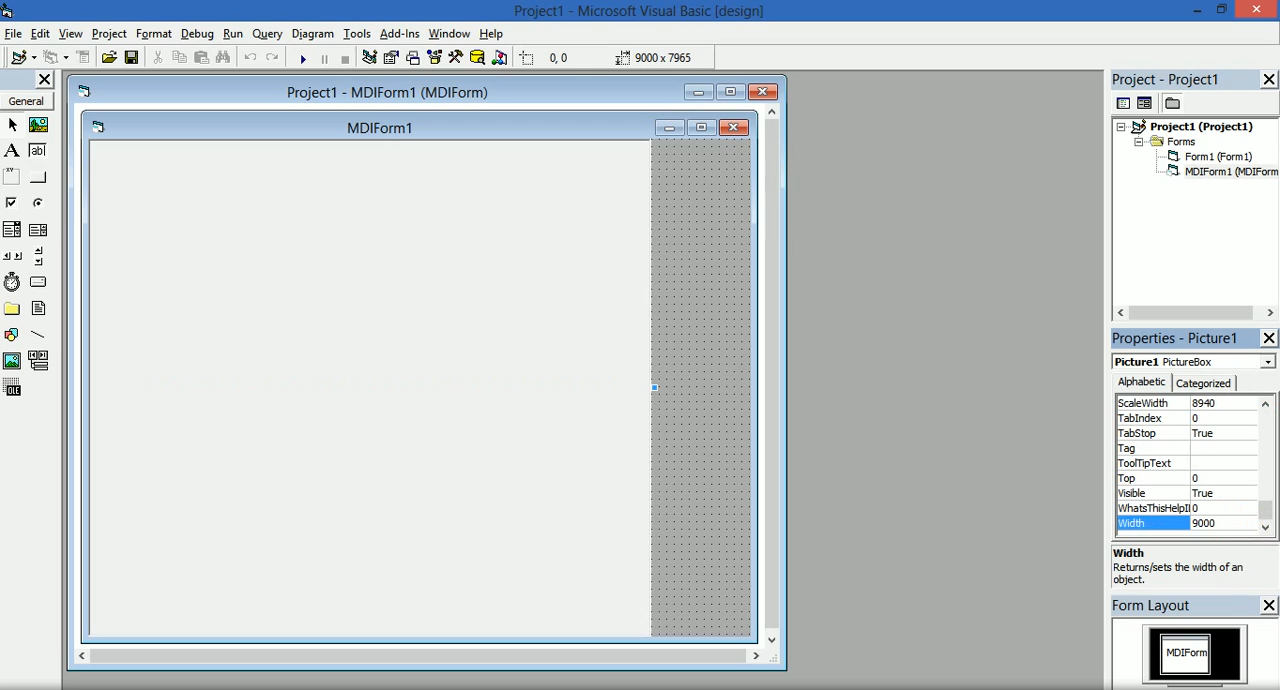 Project1 - Microsoft Visual Basic [design]
File Edit View Project Format Debug Run Query Diagram Tools Add-Ins Window Help
0, 0 9000 x 7965
General
A ab|
XY
OLE
Project1 - MDIForm1 (MDIForm)
MDIForm1
Project - Project1
Project1 (Project1)
Forms
Form1 (Form1)
MDIForm1 (MDIForm
Properties - Picture1
Picture1 PictureBox
Alphabetic Categorized
ScaleWidth 8940
TabIndex 0
TabStop True
Tag
ToolTipText
Top 0
Visible True
WhatsThisHelpI 0
Width 9000
Width
Returns/sets the width of an
object.
Form Layout
MDIForm